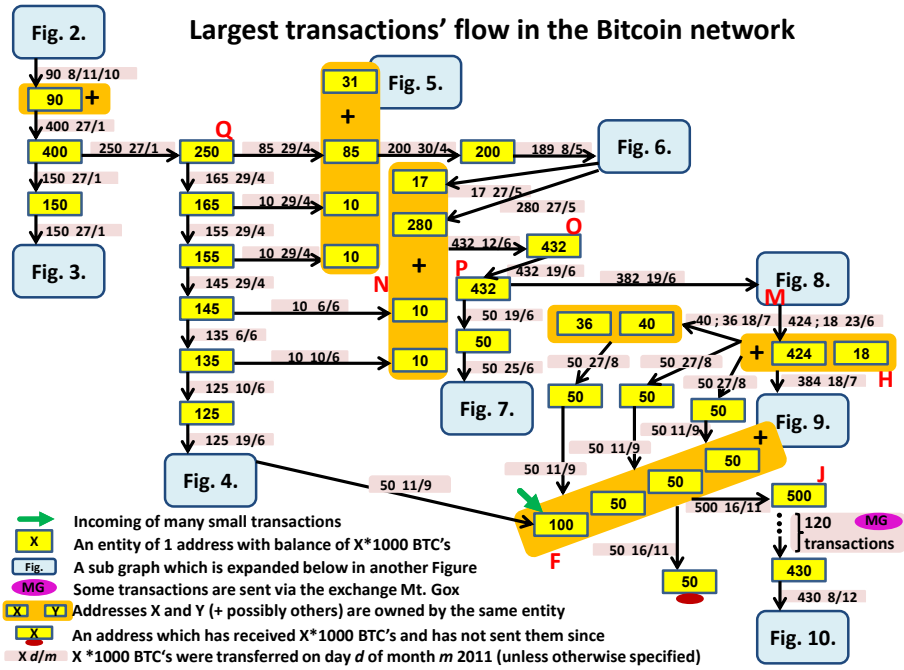 Largest transactions' flow in the Bitcoin network
Fig. 2.
90 8/11/10
90 +
400 27/1
400
250 27/1
150 27/1
150
150 27/1
Fig. 3.
Q
250
85 29/4
165 29/4
165
10 29/4
155 29/4
155
10 29/4
145 29/4
145
10 6/6
135 6/6
135
10 10/6
125 10/6
125
125 19/6
Fig. 4.
50 11/9
31
+
85
10
10
Fig. 5.
200 30/4
200
189 8/5
Fig. 6.
17 27/5
280 27/5
17
280
+
10
10
N
432 12/6
O
432
432 19/6
P
432
382 19/6
50 19/6
50
50 25/6
Fig. 7.
Fig. 8.
M
424 ; 18 23/6
40 ; 36 18/7
36 40
+ 424 18
H
384 18/7
Fig. 9.
50 27/8
50 27/8
50 27/8
50
50
50
50 11/9
50 11/9
50 11/9
+
50
50
50
100
F
500 16/11
50 16/11
50
J
500
120 MG
transactions
430
430 8/12
Fig. 10.
Incoming of many small transactions
X An entity of 1 address with balance of X*1000 BTC's
Fig. A sub graph which is expanded below in another Figure
MG Some transactions are sent via the exchange Mt. Gox
X Y Addresses X and Y (+ possibly others) are owned by the same entity
X An address which has received X*1000 BTC's and has not sent them since
X d/m X *1000 BTC's were transferred on day d of month m 2011 (unless otherwise specified)